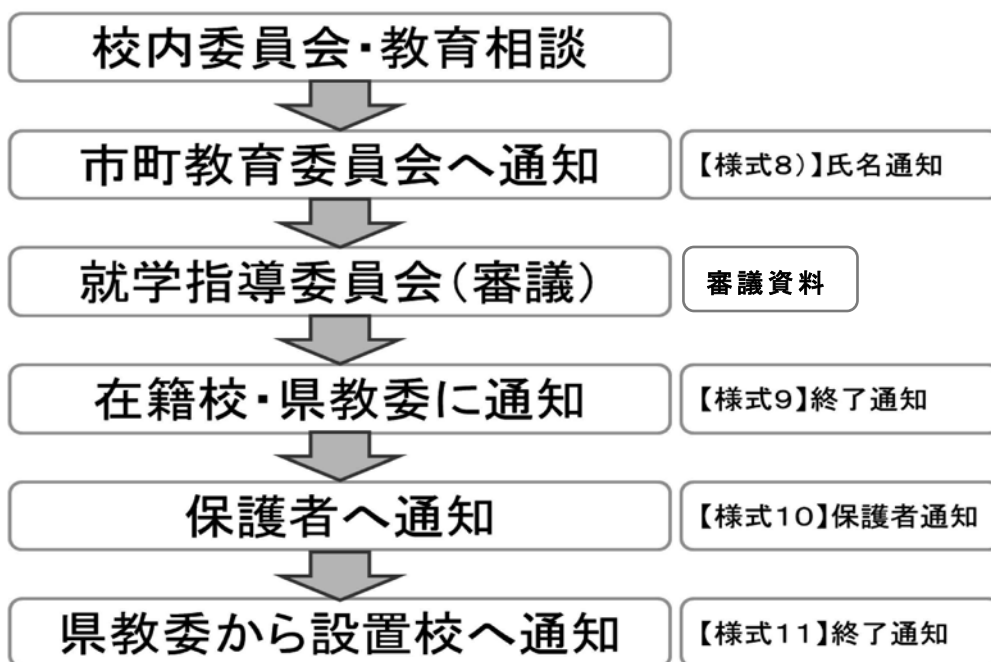 校内委員会・教育相談
市町教育委員会へ通知
【様式8)】氏名通知
就学指導委員会(審議)
審議資料
在籍校・県教委に通知
【様式9】終了通知
保護者へ通知
【様式10】保護者通知
県教委から設置校へ通知
【様式11】終了通知